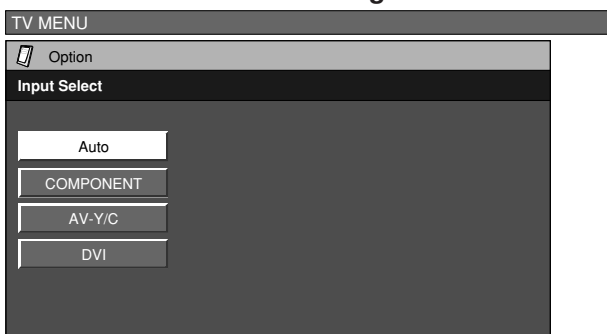 TV MENU
Option
Input Select
Auto
COMPONENT
AV-Y/C
DVI